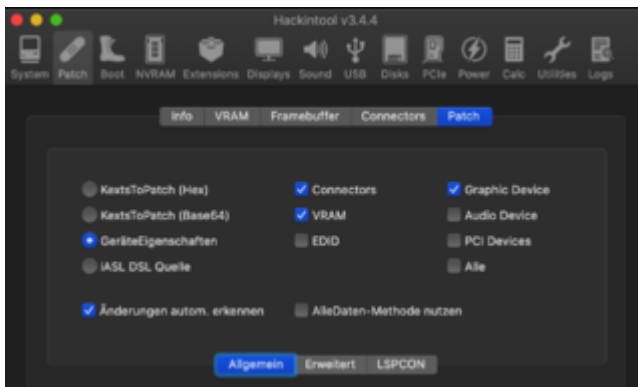 Hackintool v3.4.4
System Patch Boot NVRAM Extensions Displays Sound USB Disks PCIe Power Calc Utilities Logs
Info VRAM Framebuffer Connectors Patch
KextsToPatch (Hex) Connectors Graphic Device
KextsToPatch (Base64) VRAM Audio Device
GeräteEigenschaften EDID PCI Devices
iASL DSL Quelle Alle
Änderungen autom. erkennen AlleDaten-Methode nutzen
Allgemein Erweitert LSPCON